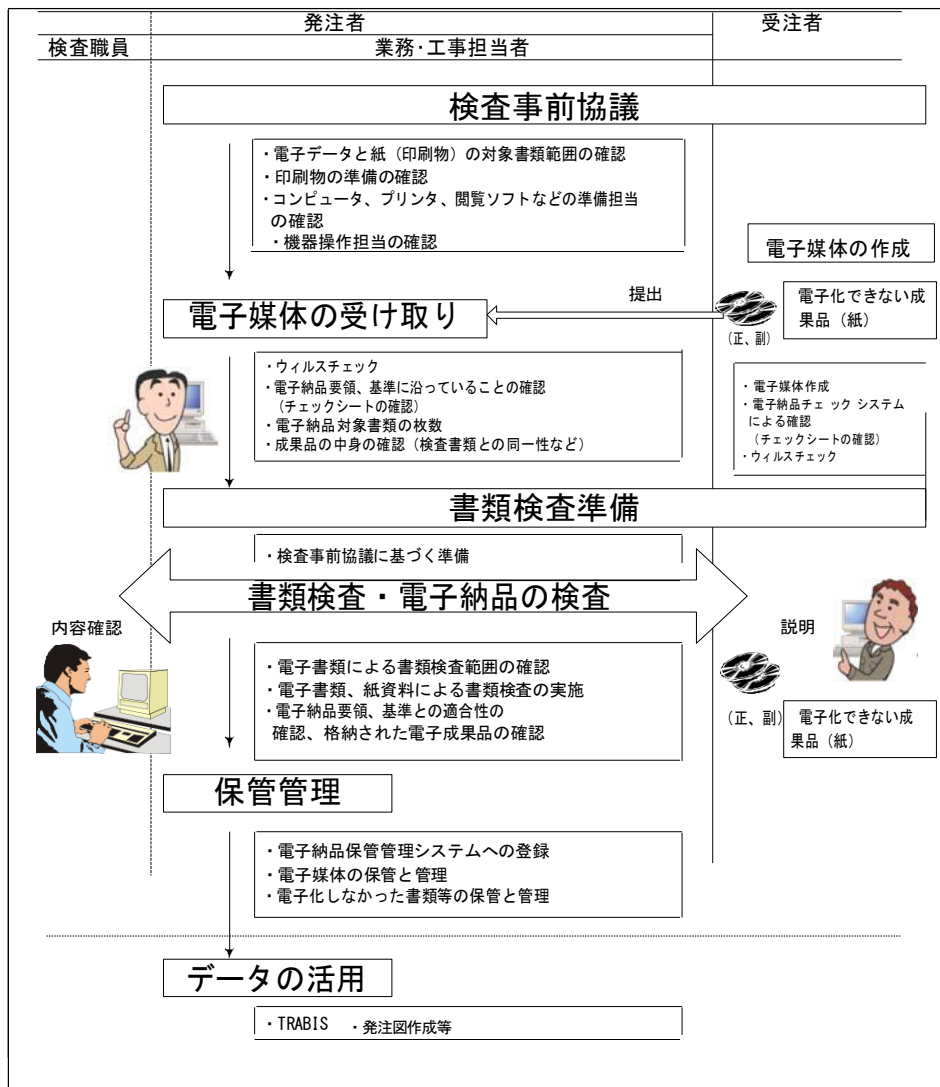 発注者
受注者
検査職員
業務・工事担当者
検査事前協議
・電子データと紙（印刷物）の対象書類範囲の確認
・印刷物の準備の確認
・コンピュータ、プリンタ、閲覧ソフトなどの準備担当
の確認
・機器操作担当の確認
電子媒体の作成
電子媒体の受け取り
提出
（正、副）
電子化できない成
果品（紙）
・ウィルスチェック
・電子納品要領、基準に沿っていることの確認
（チェックシートの確認）
・電子納品対象書類の枚数
・成果品の中身の確認（検査書類との同一性など）
・電子媒体作成
・電子納品チェックシステム
による確認
（チェックシートの確認）
・ウィルスチェック
書類検査準備
・検査事前協議に基づく準備
書類検査・電子納品の検査
内容確認
説明
・電子書類による書類検査範囲の確認
・電子書類、紙資料による書類検査の実施
・電子納品要領、基準との適合性の
確認、格納された電子成果品の確認
（正、副）
電子化できない成
果品（紙）
保管管理
・電子納品保管管理システムへの登録
・電子媒体の保管と管理
・電子化しなかった書類等の保管と管理
データの活用
・TRABIS ・発注図作成等